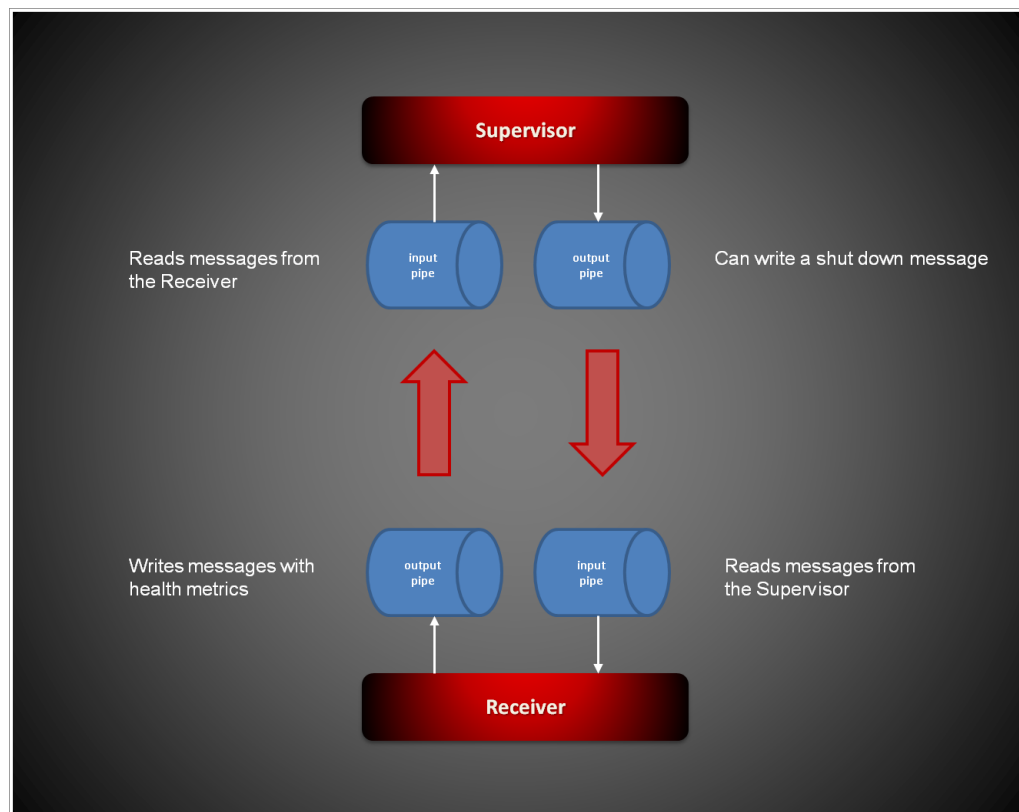 Supervisor
Reads messages from
the Receiver
input
pipe
output
pipe
Can write a shut down message
Writes messages with
health metrics
output
pipe
input
pipe
Reads messages from
the Supervisor
Receiver